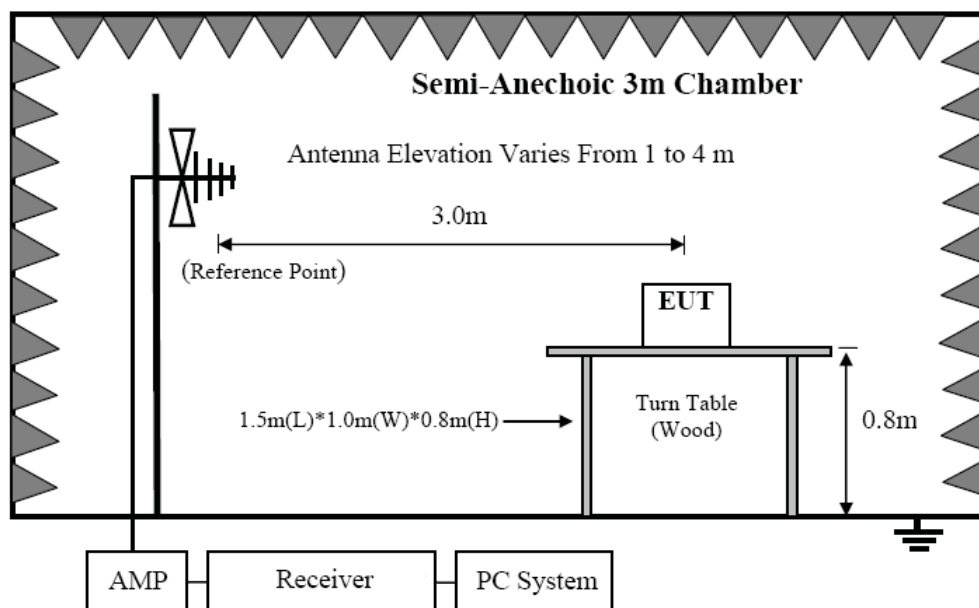 Semi-Anechoic 3m Chamber
Antenna Elevation Varies From 1 to 4 m
3.0m
(Reference Point)
EUT
1.5m(L)*1.0m(W)*0.8m(H)
Turn Table
(Wood)
0.8m
AMP
Receiver
PC System